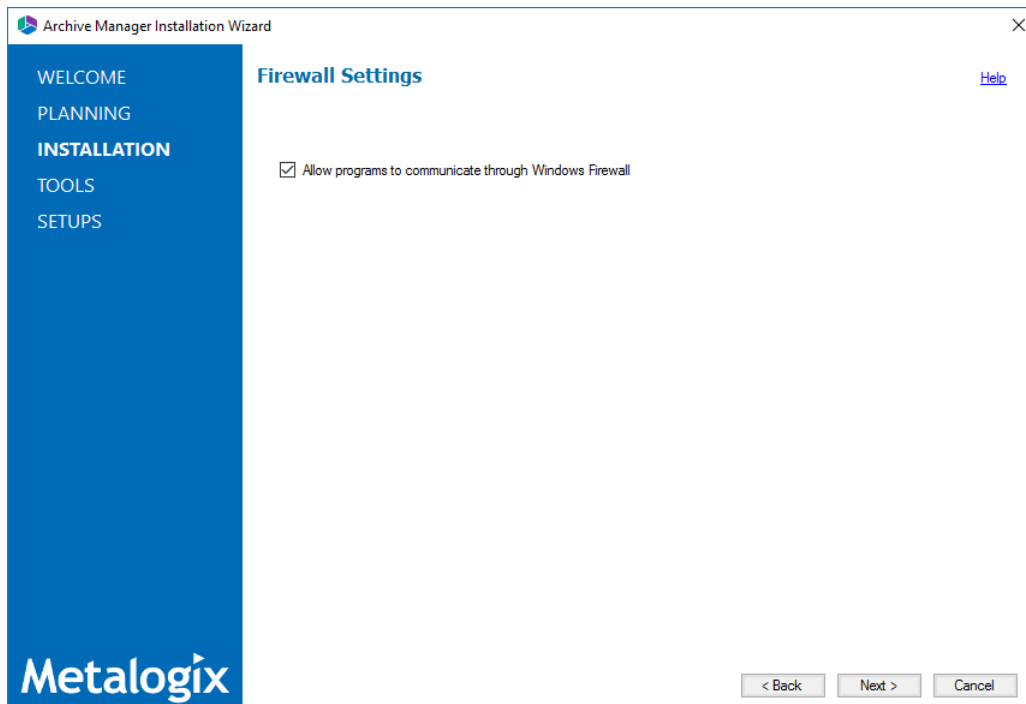 Archive Manager Installation Wizard
WELCOME
PLANNING
INSTALLATION
TOOLS
SETUPS
Firewall Settings
Help
Allow programs to communicate through Windows Firewall
Metalogix
< Back
Next >
Cancel